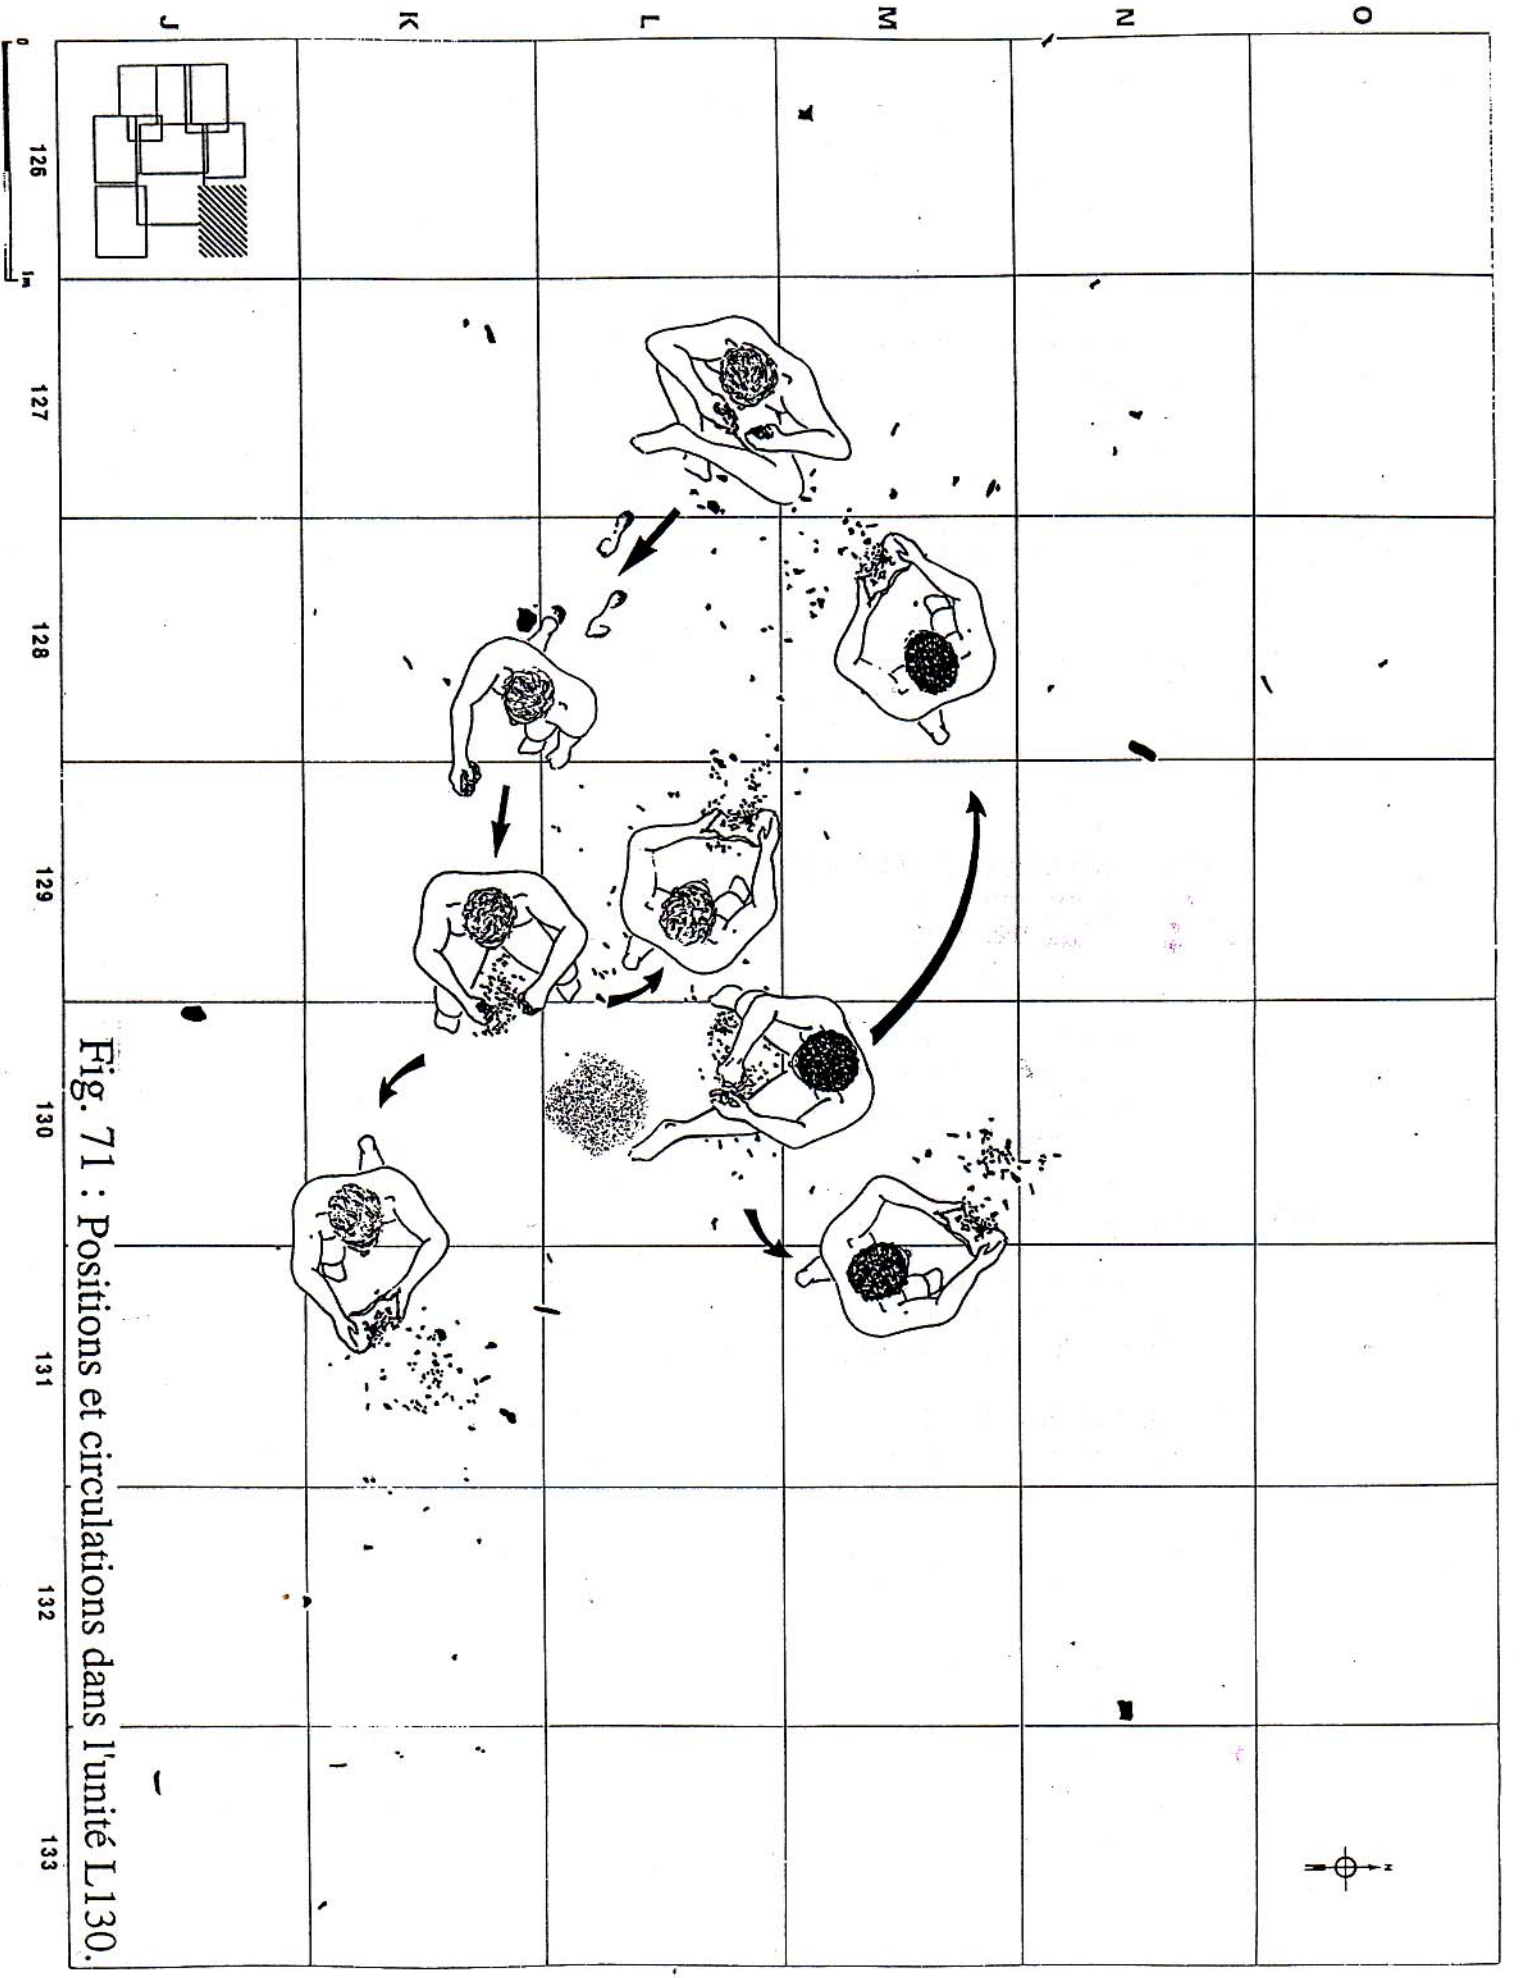 O
N
M
L
K
J
126
127
128
129
130
131
132
133
0
1m
N
Fig. 71 : Positions et circulations dans l'unité L130.